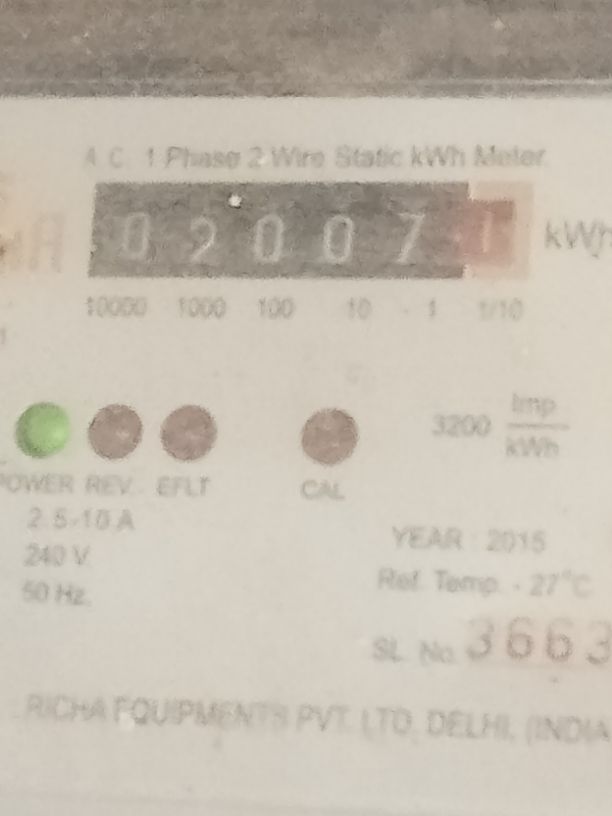 A.C. 1 Phase 2 Wire Static kWh Meter
0 2 0 0 7 1 kWh
10000 1000 100 10 1 1/10
3200 Imp
kWh
POWER REV. EFLT CAL
2.5-10 A
240 V
50 Hz.
YEAR : 2015
Ref. Temp. - 27°C
SL. No. 3663
RICHA EQUIPMENTS PVT. LTD. DELHI. (INDIA